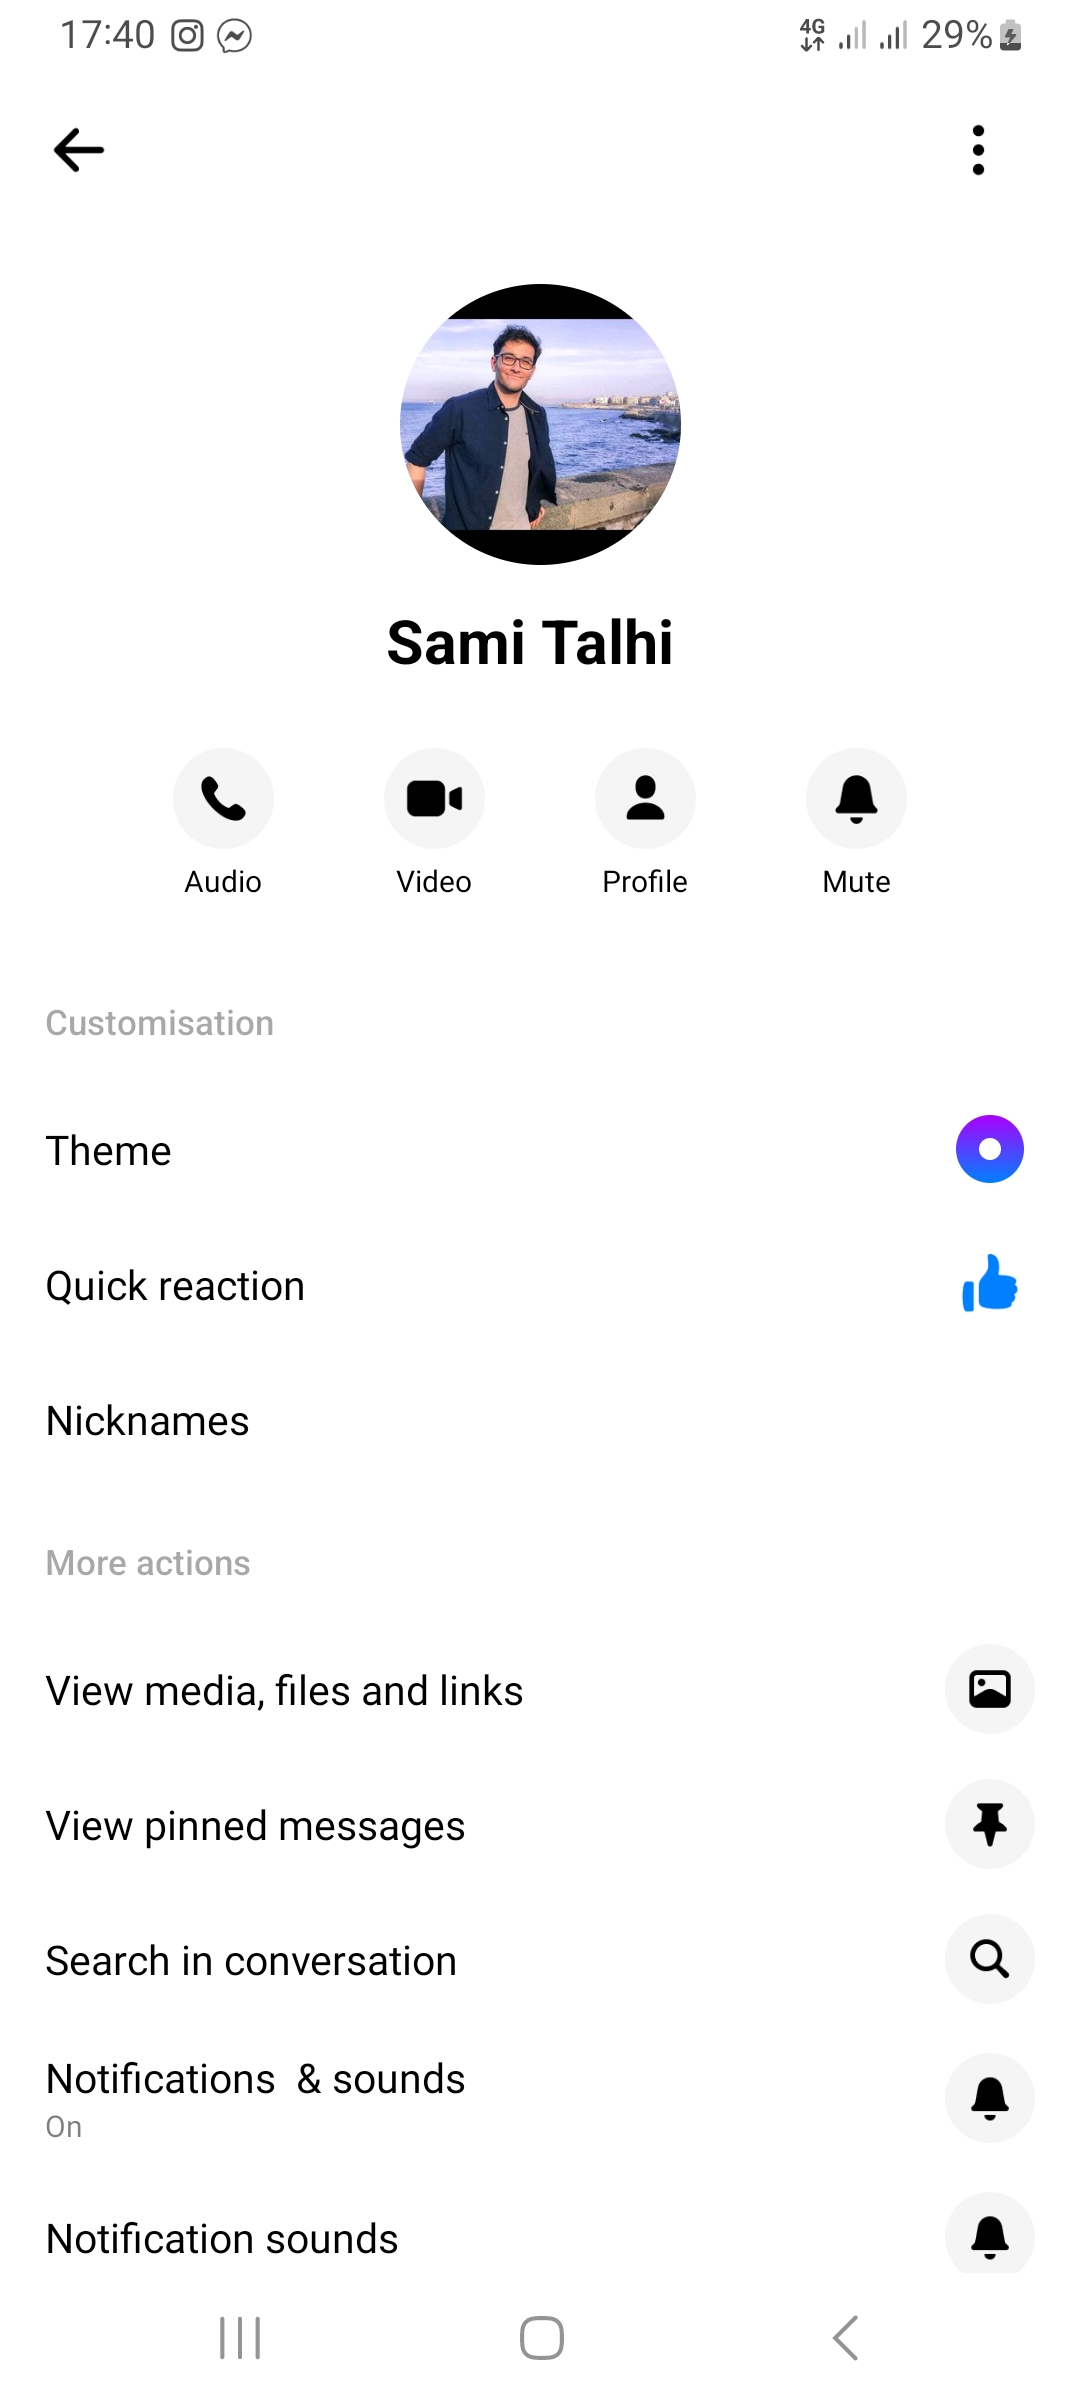 17:40 4G 29%
Sami Talhi
Audio Video Profile Mute
Customisation
Theme
Quick reaction
Nicknames
More actions
View media, files and links
View pinned messages
Search in conversation
Notifications & sounds
On
Notification sounds